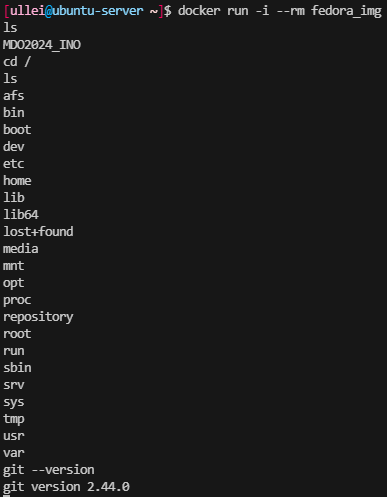 [ullei@ubuntu-server ~]$ docker run -i --rm fedora_img
ls
MDO2024_INO
cd /
ls
afs
bin
boot
dev
etc
home
lib
lib64
lost+found
media
mnt
opt
proc
repository
root
run
sbin
srv
sys
tmp
usr
var
git --version
git version 2.44.0